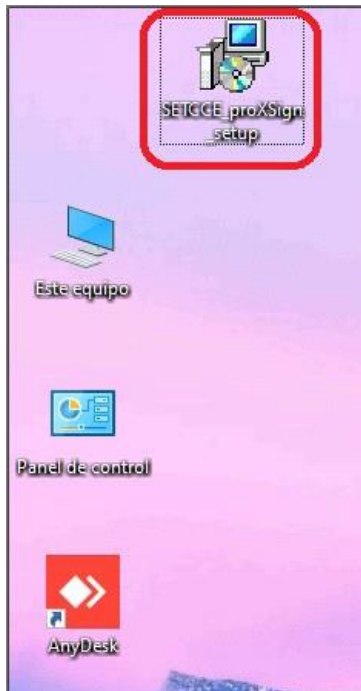 SETCCE_proXSign
_setup
Este equipo
Panel de control
AnyDesk